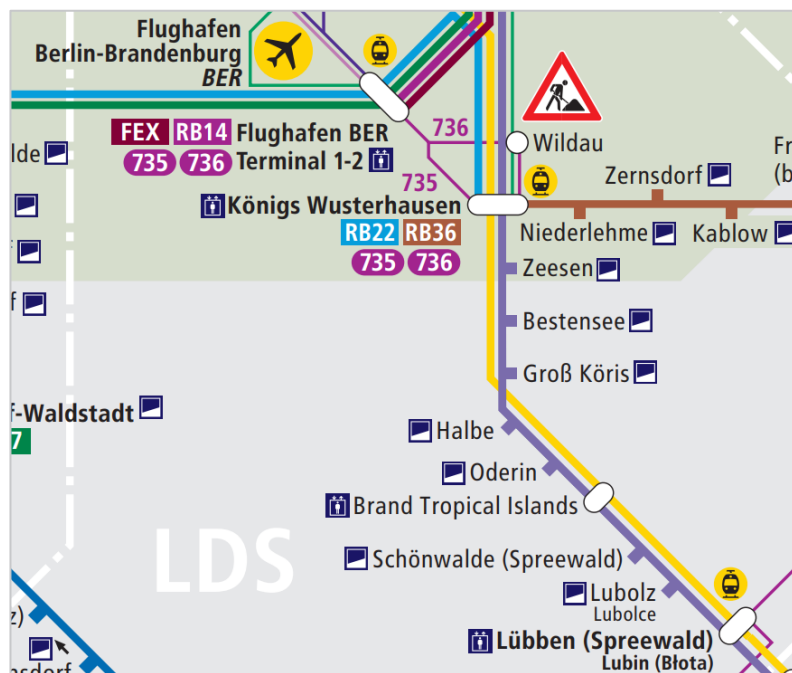 Flughafen
Berlin-Brandenburg
BER
FEX RB14 Flughafen BER
735 736 Terminal 1-2
736
Wildau
735
Königs Wusterhausen
RB22 RB36
735 736
Zernsdorf
Niederlehme
Kablow
Zeesen
Bestensee
Groß Köris
-Waldstadt
7
Halbe
Oderin
Brand Tropical Islands
LDS
Schönwalde (Spreewald)
Lubolz
Lubolce
Lübben (Spreewald)
Lubin (Błota)